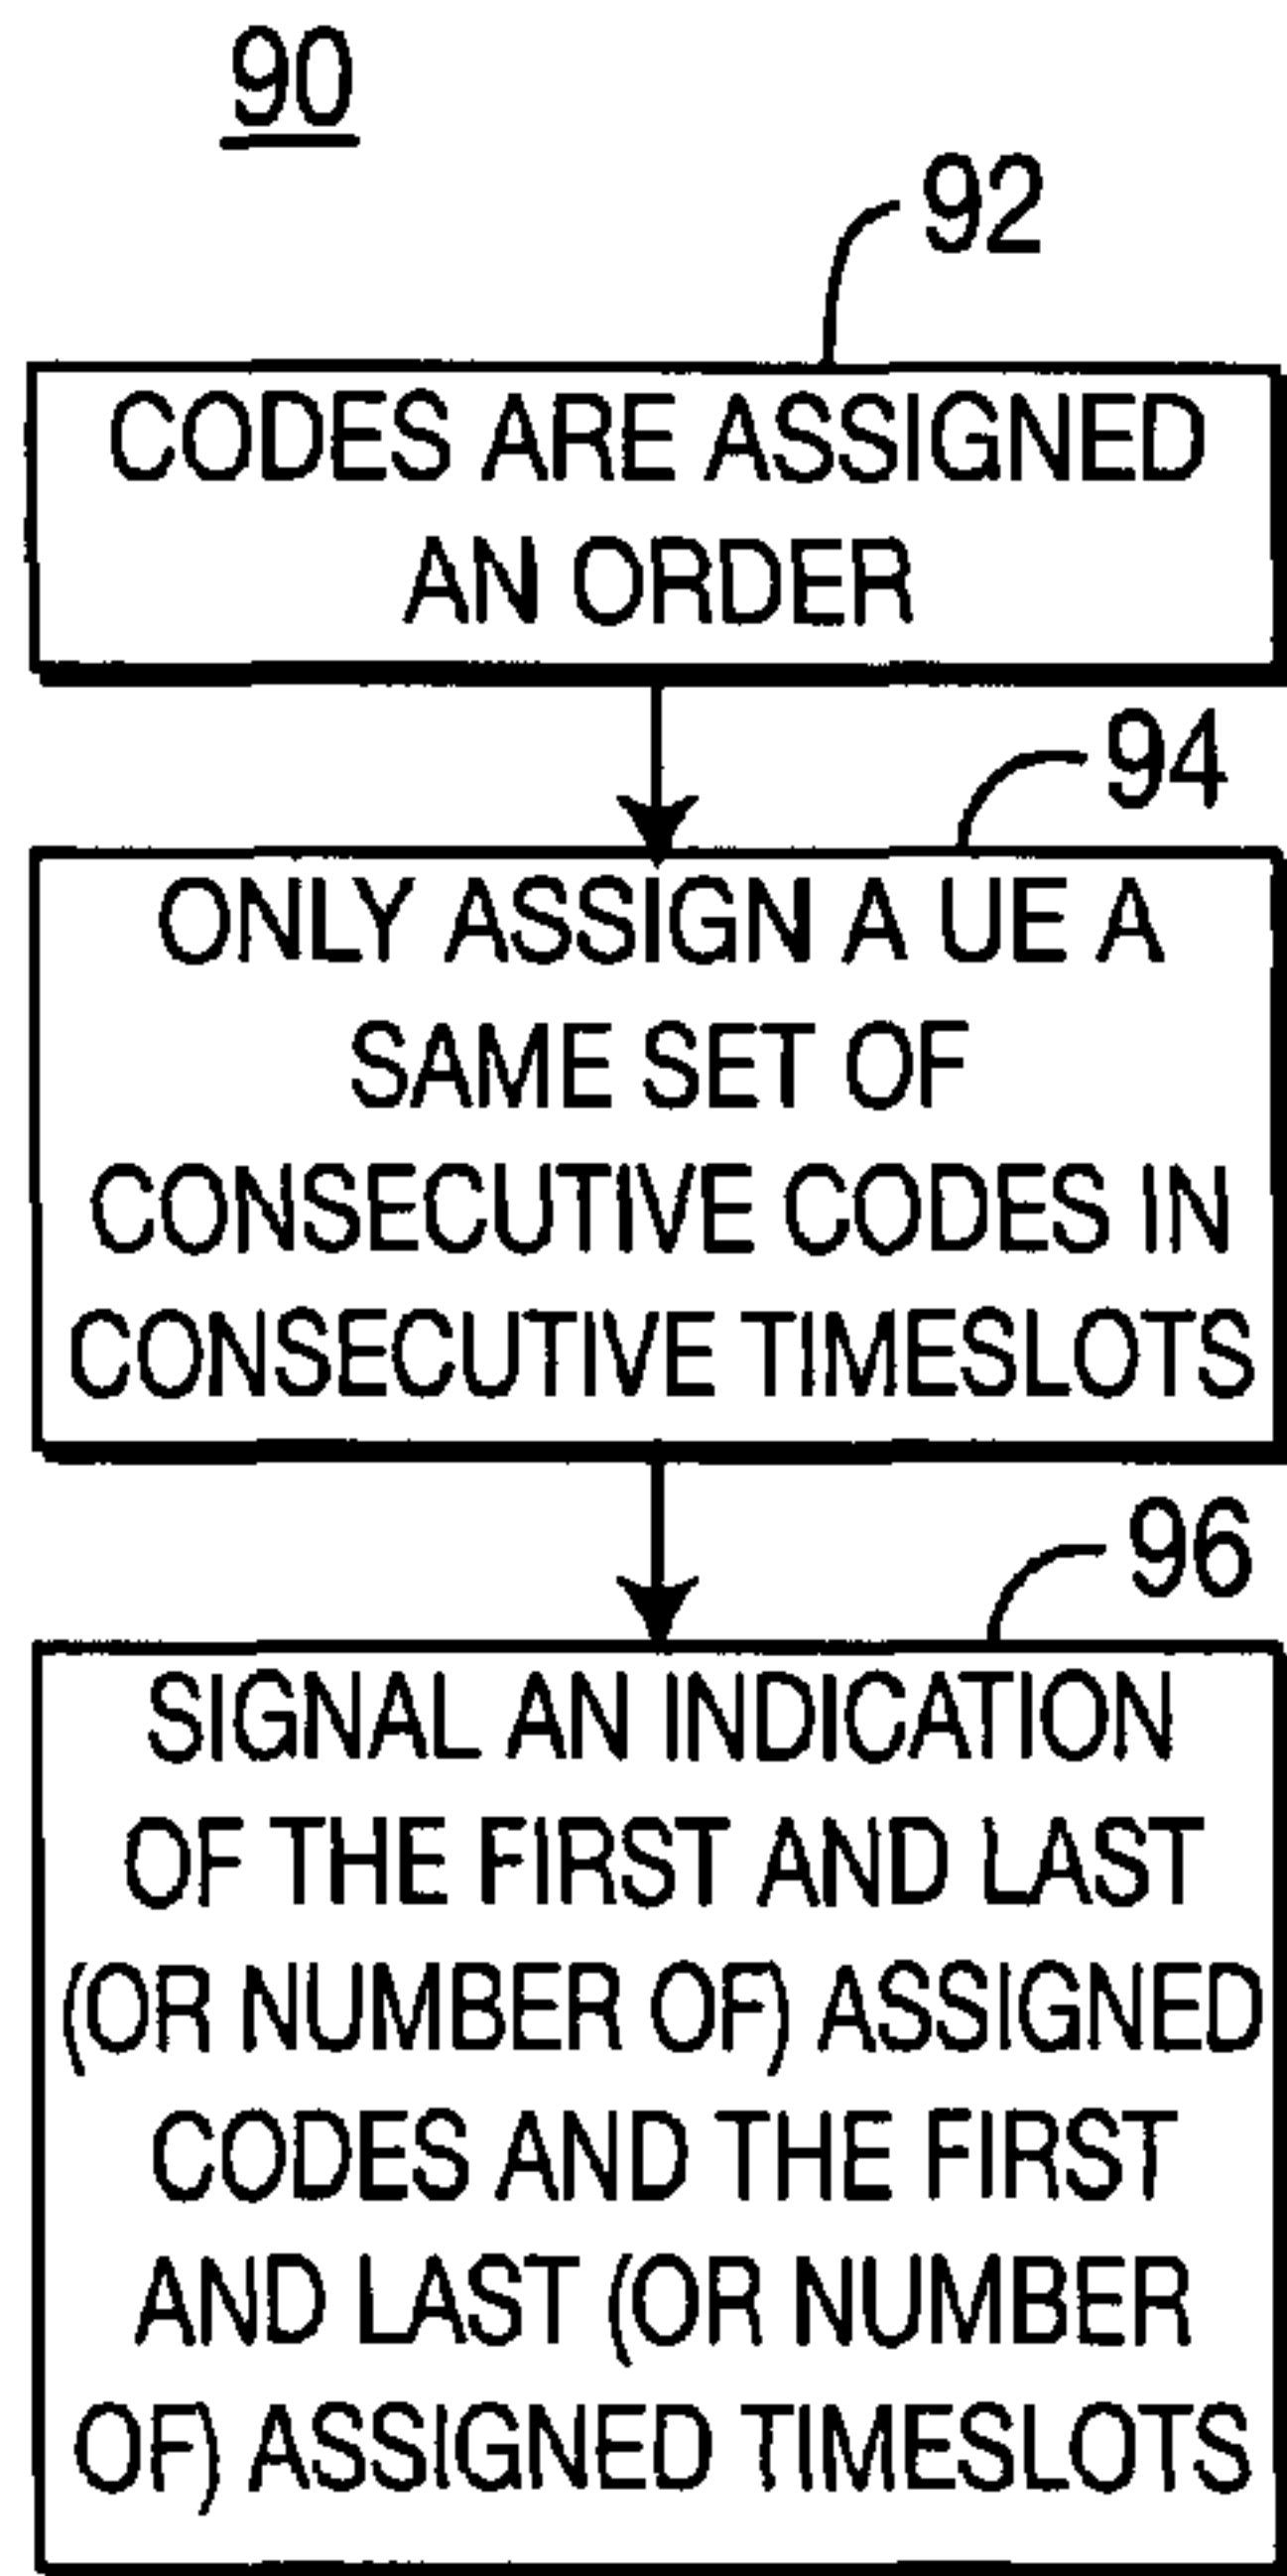 90
92
CODES ARE ASSIGNED
AN ORDER
94
ONLY ASSIGN A UE A
SAME SET OF
CONSECUTIVE CODES IN
CONSECUTIVE TIMESLOTS
96
SIGNAL AN INDICATION
OF THE FIRST AND LAST
(OR NUMBER OF) ASSIGNED
CODES AND THE FIRST
AND LAST (OR NUMBER
OF) ASSIGNED TIMESLOTS